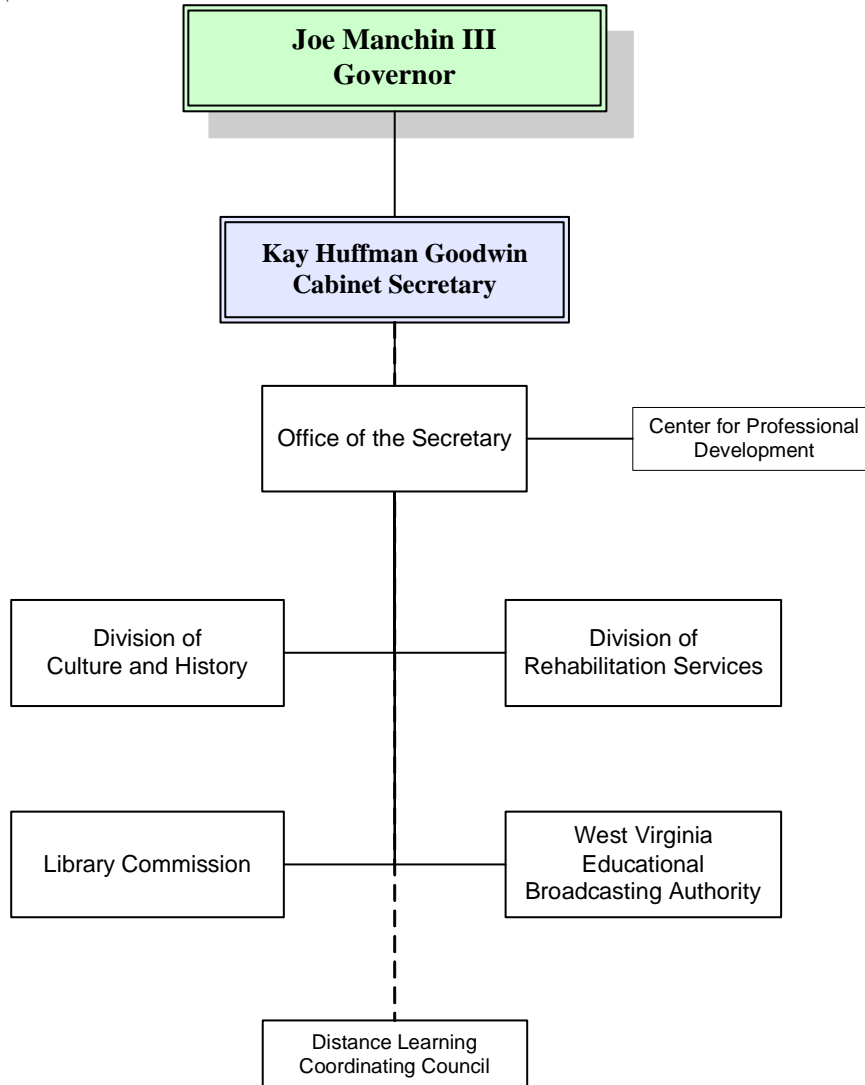 Joe Manchin III
Governor
Kay Huffman Goodwin
Cabinet Secretary
Office of the Secretary
Center for Professional
Development
Division of
Culture and History
Division of
Rehabilitation Services
Library Commission
West Virginia
Educational
Broadcasting Authority
Distance Learning
Coordinating Council